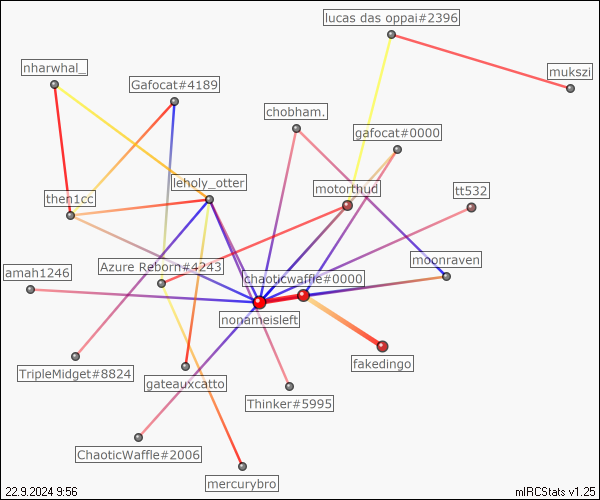 lucas das oppai#2396
nharwhal_
mukszi
Gafocat#4189
chobham.
gafocat#0000
leholy_otter
motorthud
tt532
then1cc
moonraven
Azure Reborn#4243
amah1246
chaoticwaffle#0000
nonameisleft
fakedingo
TripleMidget#8824
gateauxcatto
Thinker#5995
ChaoticWaffle#2006
mercurybro
22.9.2024 9:56
mIRCStats v1.25